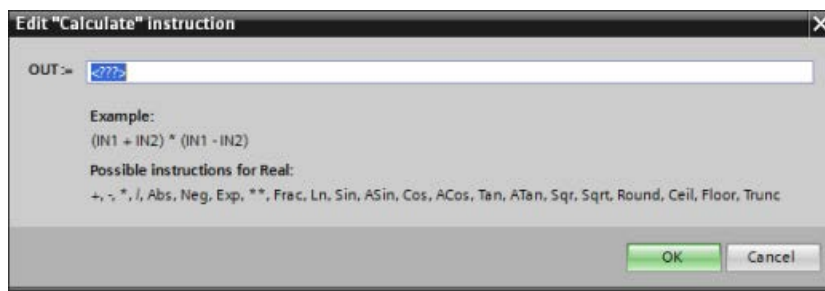 Edit "Calculate" instruction
OUT:= <???>
Example:
(IN1 + IN2) * (IN1 - IN2)
Possible instructions for Real:
+, -, *, /, Abs, Neg, Exp, **, Frac, Ln, Sin, ASin, Cos, ACos, Tan, ATan, Sqr, Sqrt, Round, Ceil, Floor, Trunc
OK Cancel